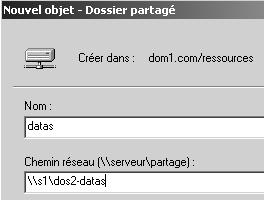 Nouvel objet - Dossier partagé
Créer dans : dom1.com/ressources
Nom :
datas
Chemin réseau (\\serveur\partage) :
\\s1\dos2-datas